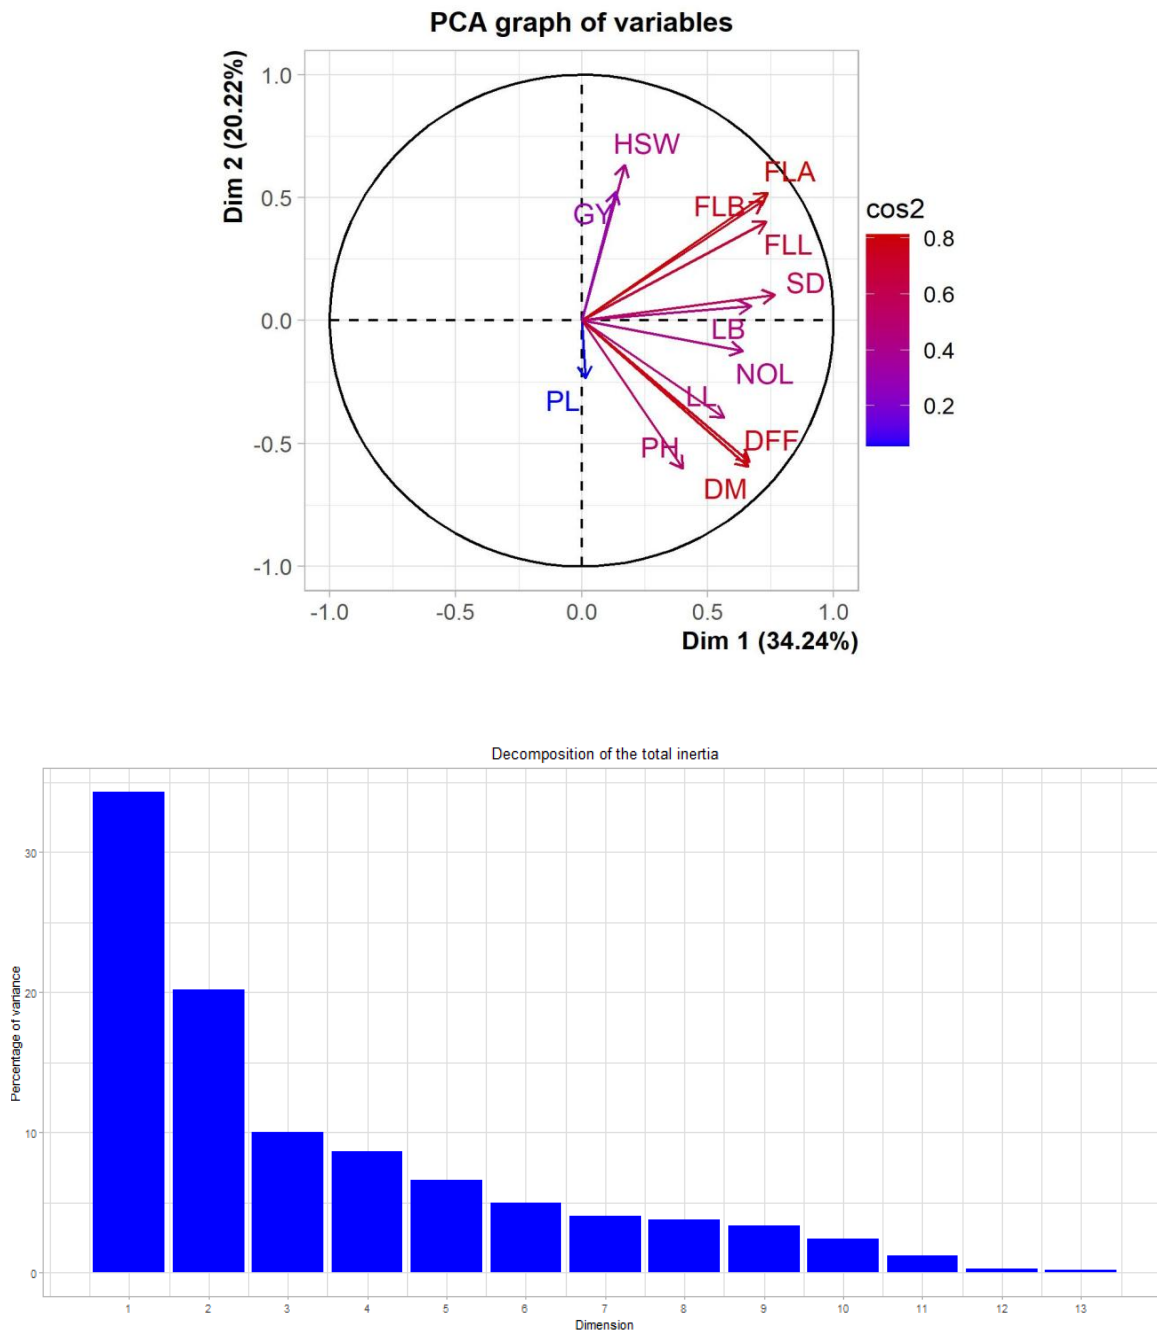 PCA graph of variables
Dim 2 (20.22%)
1.0
0.5
0.0
-0.5
-1.0
HSW
FLA
GY
FLB
FLL
SD
LB
NOL
PL
LL
PH
DFF
DM
-1.0 -0.5 0.0 0.5 1.0
Dim 1 (34.24%)
cos2
0.8
0.6
0.4
0.2
Decomposition of the total inertia
Percentage of variance
30
20
10
0
1 2 3 4 5 6 7 8 9 10 11 12 13
Dimension